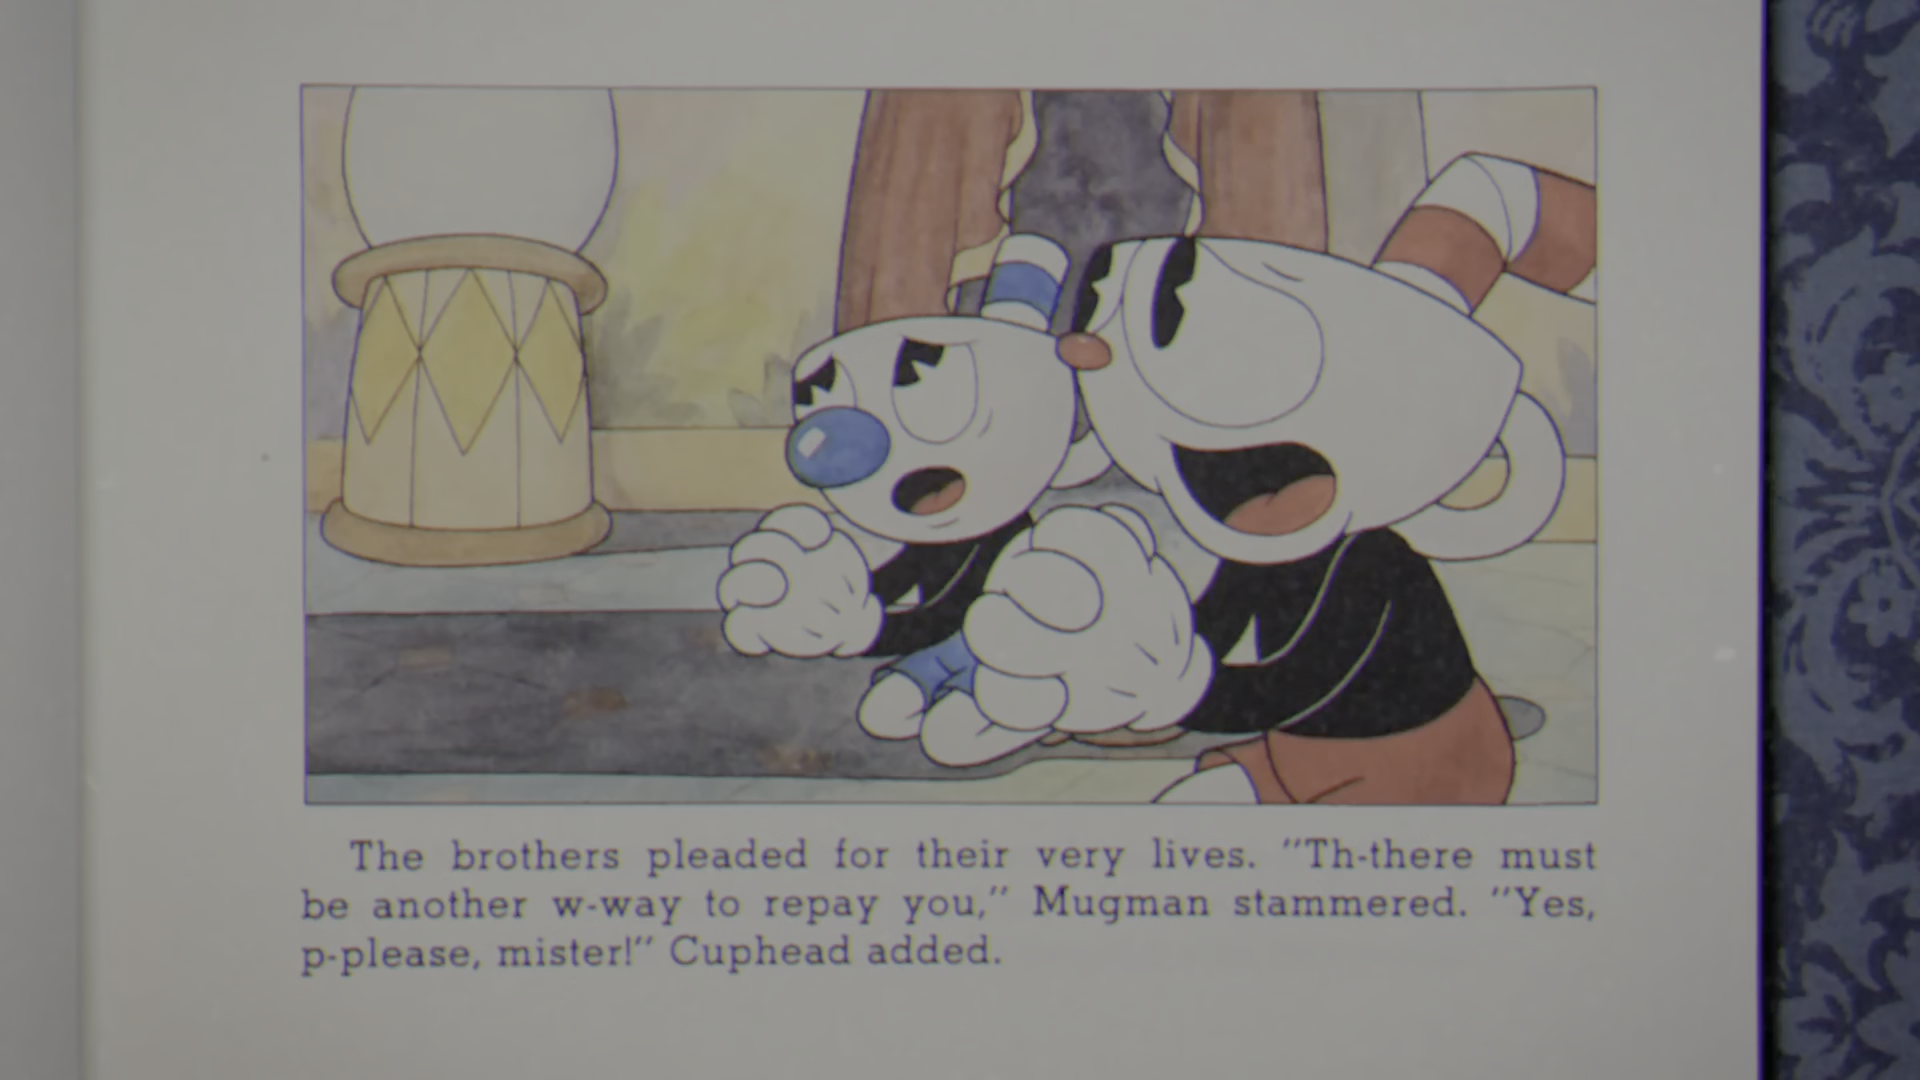 The brothers pleaded for their very lives. "Th-there must
be another w-way to repay you," Mugman stammered. "Yes,
p-please, mister!" Cuphead added.